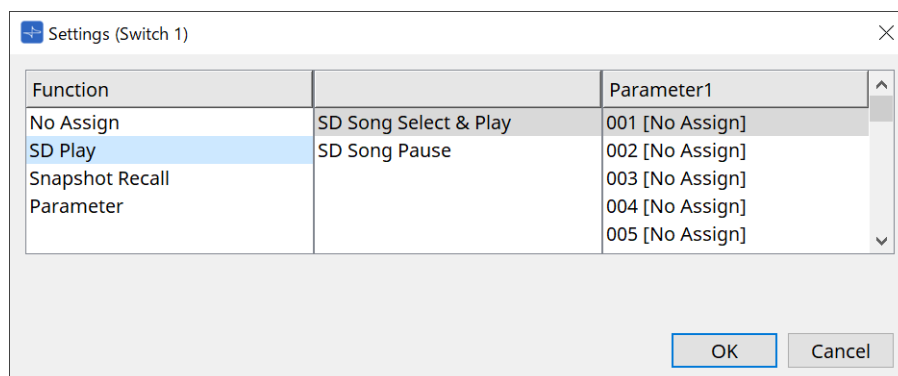 Settings (Switch 1)
Function Parameter1
No Assign SD Song Select & Play 001 [No Assign]
SD Play SD Song Pause 002 [No Assign]
Snapshot Recall 003 [No Assign]
Parameter 004 [No Assign]
005 [No Assign]
OK Cancel